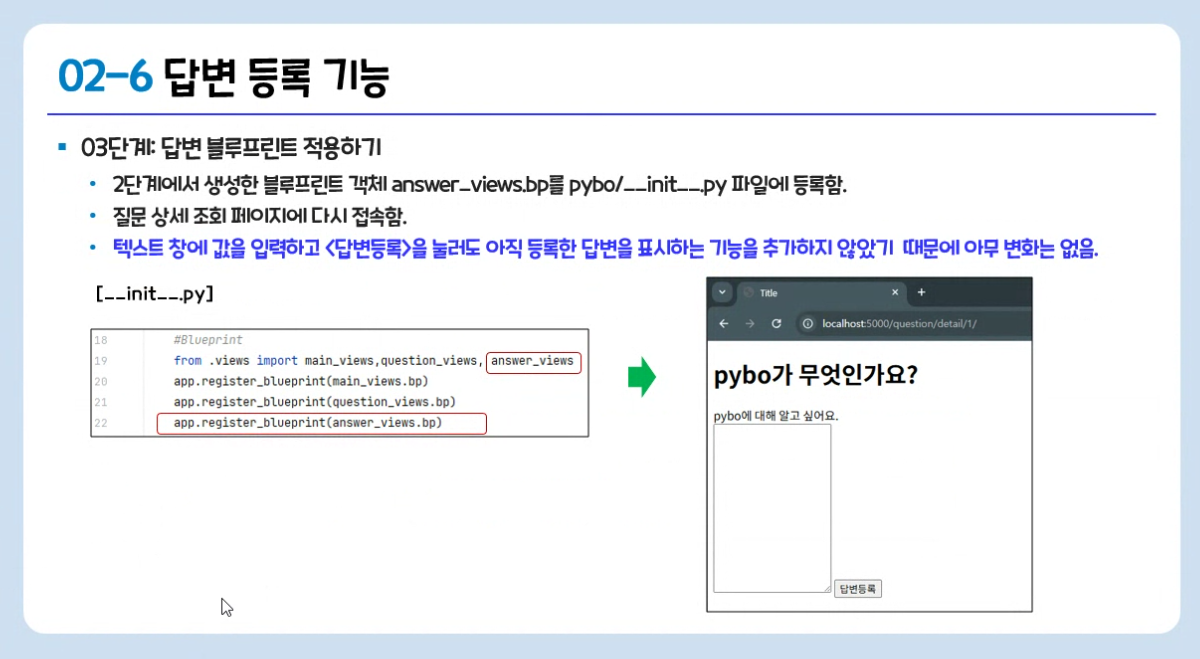 02-6 답변 등록 기능
03단계: 답변 블루프린트 적용하기
2단계에서 생성한 블루프린트 객체 answer_views.bp를 pybo/__init__.py 파일에 등록함.
질문 상세 조회 페이지에 다시 접속함.
텍스트 창에 값을 입력하고 <답변등록>을 눌러도 아직 등록한 답변을 표시하는 기능을 추가하지 않았기 때문에 아무 변화는 없음.
[__init__.py]
18 #Blueprint
19 from .views import main_views,question_views, answer_views
20 app.register_blueprint(main_views.bp)
21 app.register_blueprint(question_views.bp)
22 app.register_blueprint(answer_views.bp)
Title
localhost:5000/question/detail/1/
pybo가 무엇인가요?
pybo에 대해 알고 싶어요.
답변등록